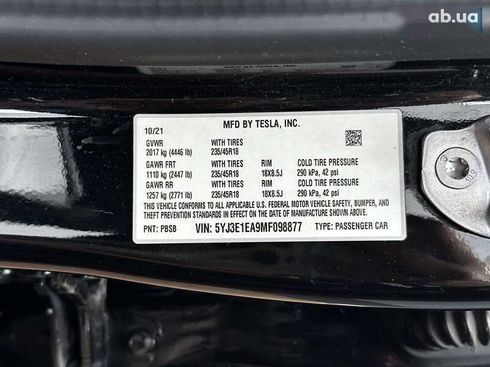 ab.ua
MFD BY TESLA, INC.
10/21
GVWR WITH TIRES
2017 kg (4446 lb) 235/45R18
GAWR FRT WITH TIRES RIM COLD TIRE PRESSURE
1110 kg (2447 lb) 235/45R18 18X8.5J 290 kPa, 42 psi
GAWR RR WITH TIRES RIM COLD TIRE PRESSURE
1257 kg (2771 lb) 235/45R18 18X8.5J 290 kPa, 42 psi
THIS VEHICLE CONFORMS TO ALL
APPLICABLE U.S. FEDERAL MOTOR VEHICLE SAFETY, BUMPER, AND
THEFT PREVENTION STANDARDS IN EFFECT ON THE DATE OF MANUFACTURE SHOWN ABOVE.
PNT: PBSB VIN: 5YJ3E1EA9MF098877 TYPE: PASSENGER CAR